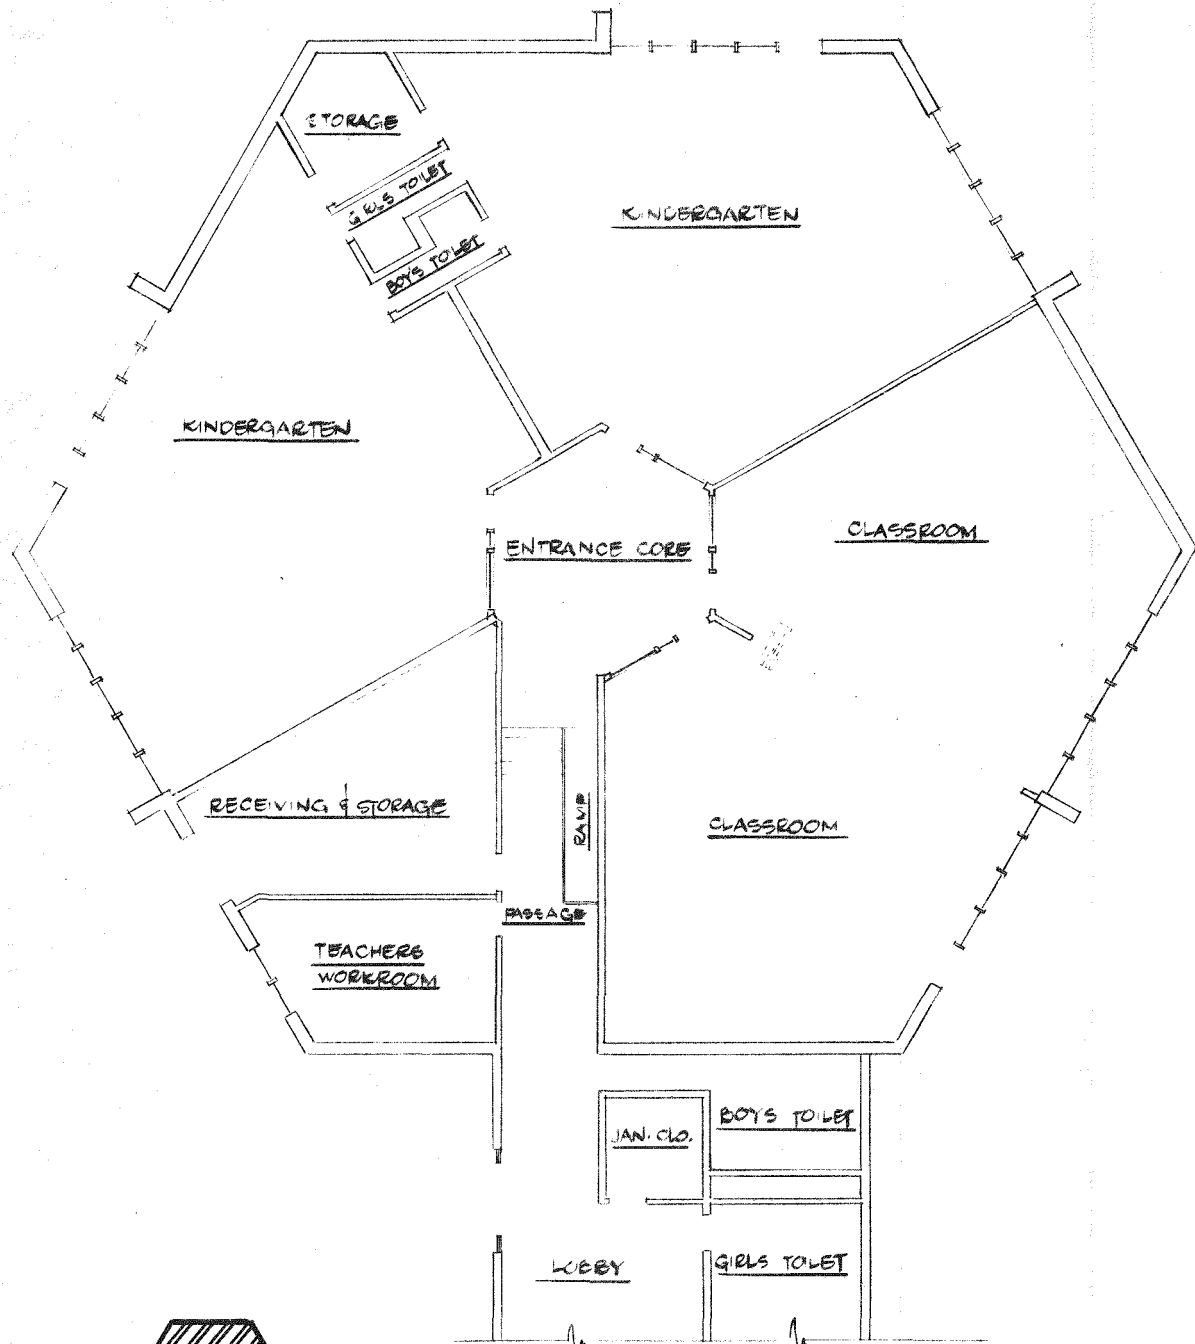 STORAGE
GIRLS TOILET
BOYS TOILET
KINDERGARTEN
KINDERGARTEN
CLASSROOM
ENTRANCE CORE
RECEIVING & STORAGE
RAMP
CLASSROOM
PASSAGE
TEACHERS
WORKROOM
BOYS TOILET
JAN. CLO.
LOBBY
GIRLS TOILET